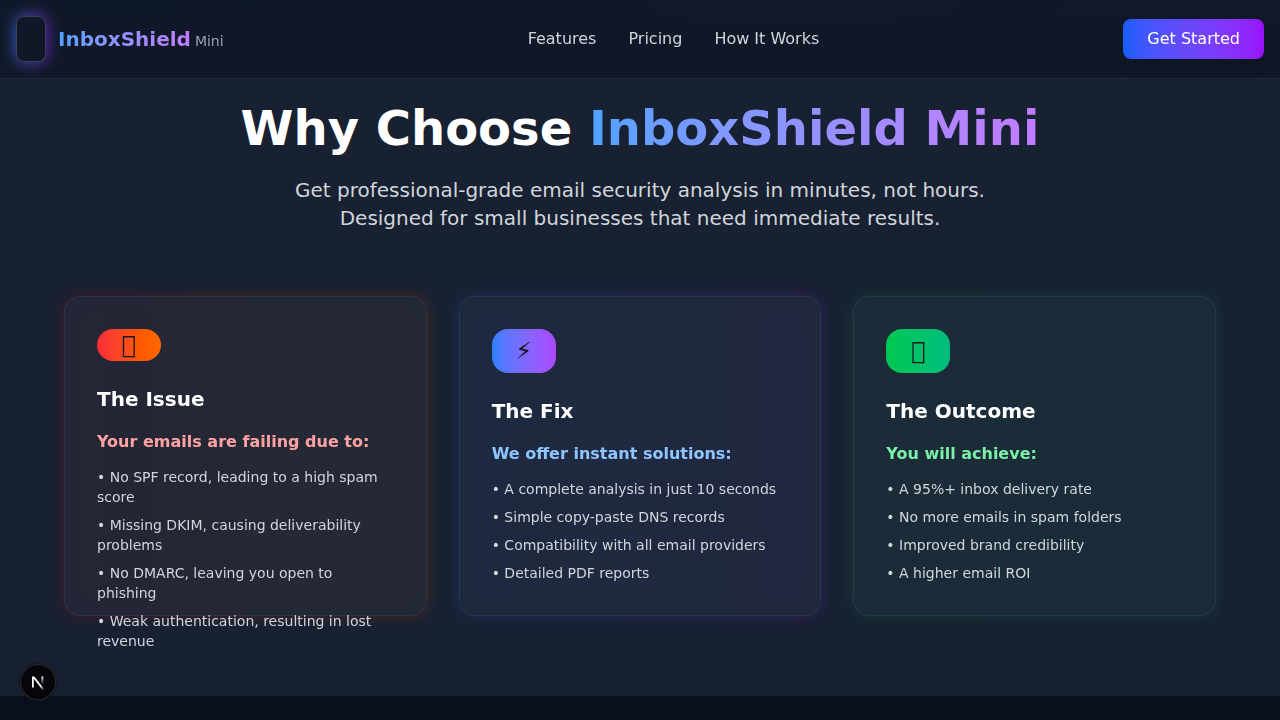 InboxShield Mini
Features
Pricing
How It Works
Get Started
Why Choose InboxShield Mini
Get professional-grade email security analysis in minutes, not hours.
Designed for small businesses that need immediate results.
The Issue
Your emails are failing due to:
• No SPF record, leading to a high spam
score
• Missing DKIM, causing deliverability
problems
• No DMARC, leaving you open to
phishing
• Weak authentication, resulting in lost
revenue
⚡
The Fix
We offer instant solutions:
• A complete analysis in just 10 seconds
• Simple copy-paste DNS records
• Compatibility with all email providers
• Detailed PDF reports
The Outcome
You will achieve:
• A 95%+ inbox delivery rate
• No more emails in spam folders
• Improved brand credibility
• A higher email ROI
N